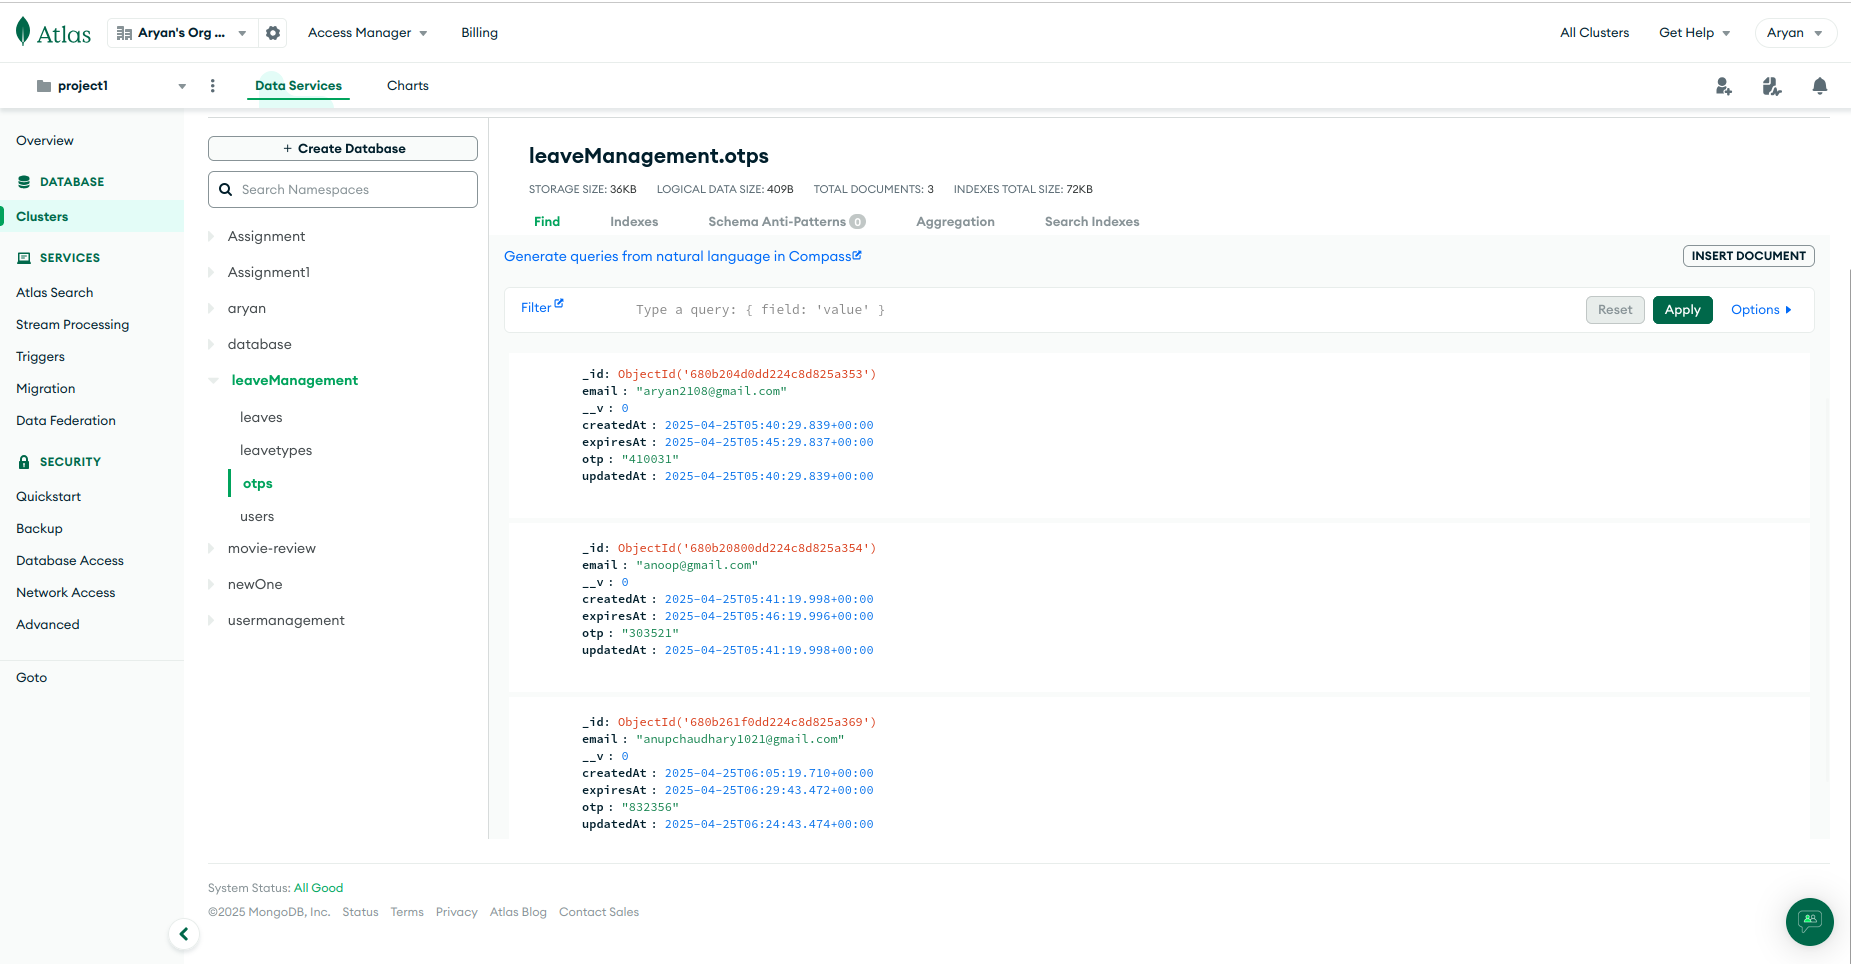 Atlas
Aryan's Org ...
Access Manager
Billing
All Clusters
Get Help
Aryan
project1
Data Services
Charts
Overview
DATABASE
Clusters
SERVICES
Atlas Search
Stream Processing
Triggers
Migration
Data Federation
SECURITY
Quickstart
Backup
Database Access
Network Access
Advanced
Goto
+ Create Database
Search Namespaces
Assignment
Assignment1
aryan
database
leaveManagement
leaves
leavetypes
otps
users
movie-review
newOne
usermanagement
leaveManagement.otps
STORAGE SIZE: 36KB LOGICAL DATA SIZE: 409B TOTAL DOCUMENTS: 3 INDEXES TOTAL SIZE: 72KB
Find Indexes Schema Anti-Patterns 0 Aggregation Search Indexes
Generate queries from natural language in Compass
INSERT DOCUMENT
Filter
Type a query: { field: 'value' }
Reset
Apply
Options
_id: ObjectId('680b204d0dd224c8d825a353')
email : "aryan2108@gmail.com"
__v : 0
createdAt : 2025-04-25T05:40:29.839+00:00
expiresAt : 2025-04-25T05:45:29.837+00:00
otp : "410031"
updatedAt : 2025-04-25T05:40:29.839+00:00
_id: ObjectId('680b20800dd224c8d825a354')
email : "anoop@gmail.com"
__v : 0
createdAt : 2025-04-25T05:41:19.998+00:00
expiresAt : 2025-04-25T05:46:19.996+00:00
otp : "303521"
updatedAt : 2025-04-25T05:41:19.998+00:00
_id: ObjectId('680b261f0dd224c8d825a369')
email : "anupchaudhary1021@gmail.com"
__v : 0
createdAt : 2025-04-25T06:05:19.710+00:00
expiresAt : 2025-04-25T06:29:43.472+00:00
otp : "832356"
updatedAt : 2025-04-25T06:24:43.474+00:00
System Status: All Good
©2025 MongoDB, Inc. Status Terms Privacy Atlas Blog Contact Sales